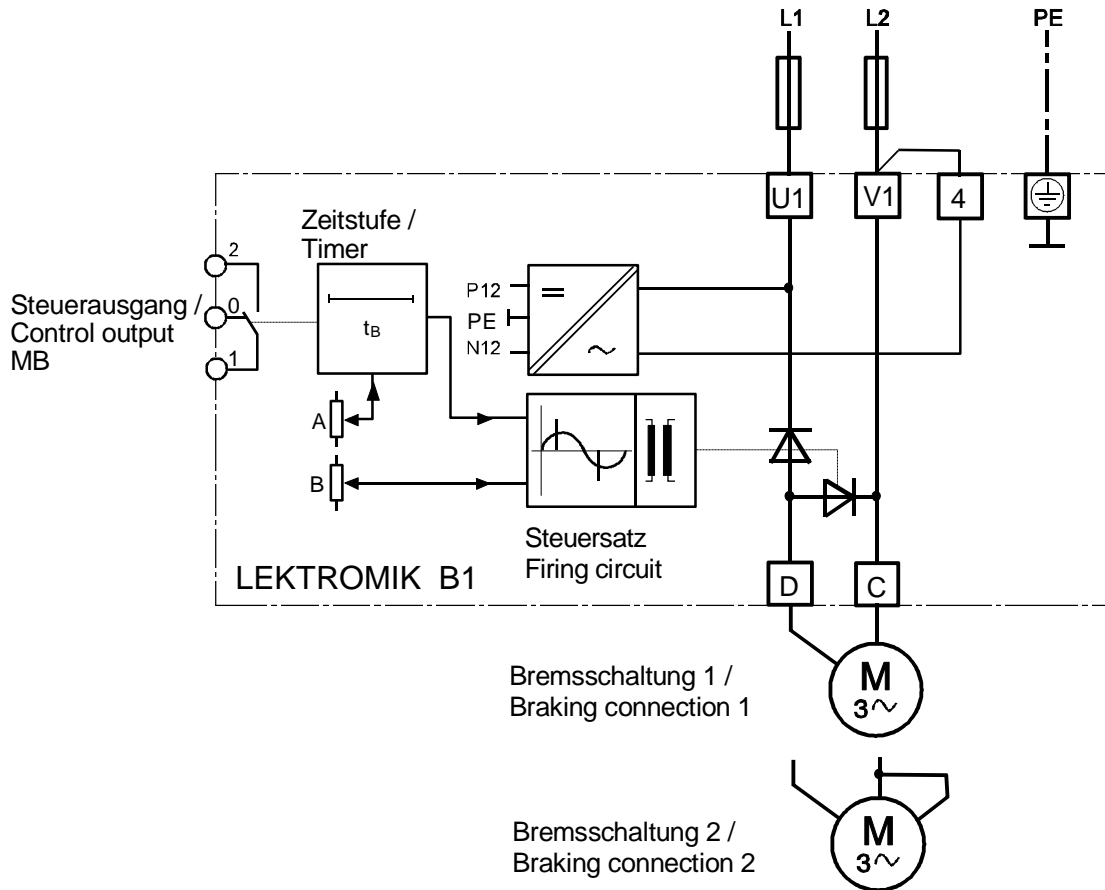 L1 L2 PE
U1 V1 4
Zeitstufe /
Timer
2
Steuerausgang /
Control output
MB
0
1
tB
P12
PE
N12
A
B
Steuersatz
Firing circuit
LEKTROMIK B1
D C
Bremsschaltung 1 /
Braking connection 1
M
3~
Bremsschaltung 2 /
Braking connection 2
M
3~